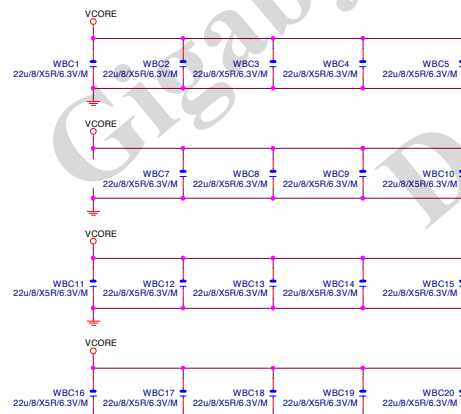 VCORE
WBC1 WBC2 WBC3 WBC4 WBC5
22u/8/X5R/6.3V/M 22u/8/X5R/6.3V/M 22u/8/X5R/6.3V/M 22u/8/X5R/6.3V/M 22u/8/X5R/6.3V/M
VCORE
WBC7 WBC8 WBC9 WBC10
22u/8/X5R/6.3V/M 22u/8/X5R/6.3V/M 22u/8/X5R/6.3V/M 22u/8/X5R/6.3V/M
VCORE
WBC11 WBC12 WBC13 WBC14 WBC15
22u/8/X5R/6.3V/M 22u/8/X5R/6.3V/M 22u/8/X5R/6.3V/M 22u/8/X5R/6.3V/M 22u/8/X5R/6.3V/M
VCORE
WBC16 WBC17 WBC18 WBC19 WBC20
22u/8/X5R/6.3V/M 22u/8/X5R/6.3V/M 22u/8/X5R/6.3V/M 22u/8/X5R/6.3V/M 22u/8/X5R/6.3V/M
Gigaby
D